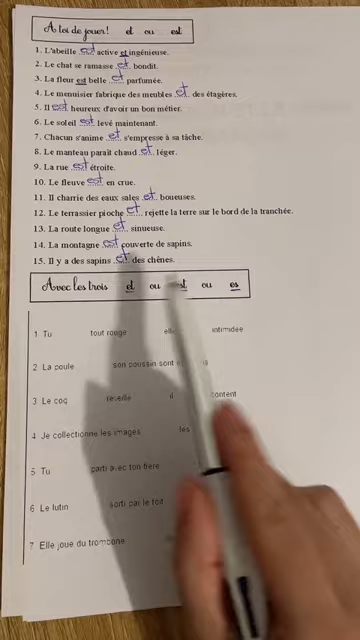 A toi de jouer ! et ou est
1. L'abeille est active et ingénieuse.
2. Le chat se ramasse et bondit.
3. La fleur est belle et parfumée.
4. Le menuisier fabrique des meubles et des étagères.
5. Il est heureux d'avoir un bon métier.
6. Le soleil est levé maintenant.
7. Chacun s'anime et s'empresse à sa tâche.
8. Le manteau paraît chaud et léger.
9. La rue est étroite.
10. Le fleuve est en crue.
11. Il charrie des eaux sales et boueuses.
12. Le terrassier pioche et rejette la terre sur le bord de la tranchée.
13. La route longue et sinueuse.
14. La montagne est couverte de sapins.
15. Il y a des sapins et des chênes.
Avec les trois et ou est ou es
1 Tu tout rouge intimidée
2 La poule son poussin sont
3 Le coq réveille il content
4 Je collectionne les images les
5 Tu parti avec ton frère
6 Le lutin sorti par le toit
7 Elle joue du trombone